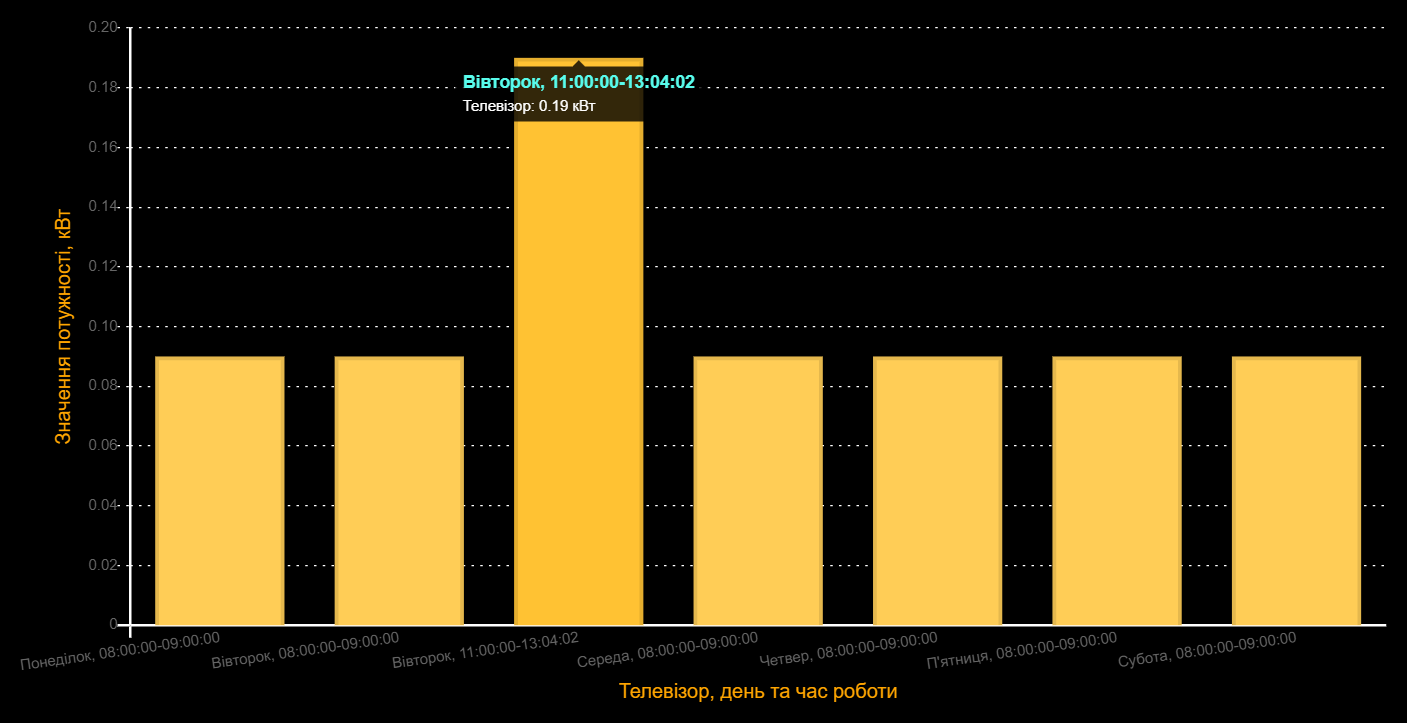 0.20
0.18
0.16
0.14
0.12
0.10
0.08
0.06
0.04
0.02
0
Значення потужності, кВт
Вівторок, 11:00:00-13:04:02
Телевізор: 0.19 кВт
Понеділок, 08:00:00-09:00:00
Вівторок, 08:00:00-09:00:00
Вівторок, 11:00:00-13:04:02
Середа, 08:00:00-09:00:00
Четвер, 08:00:00-09:00:00
П'ятниця, 08:00:00-09:00:00
Субота, 08:00:00-09:00:00
Телевізор, день та час роботи